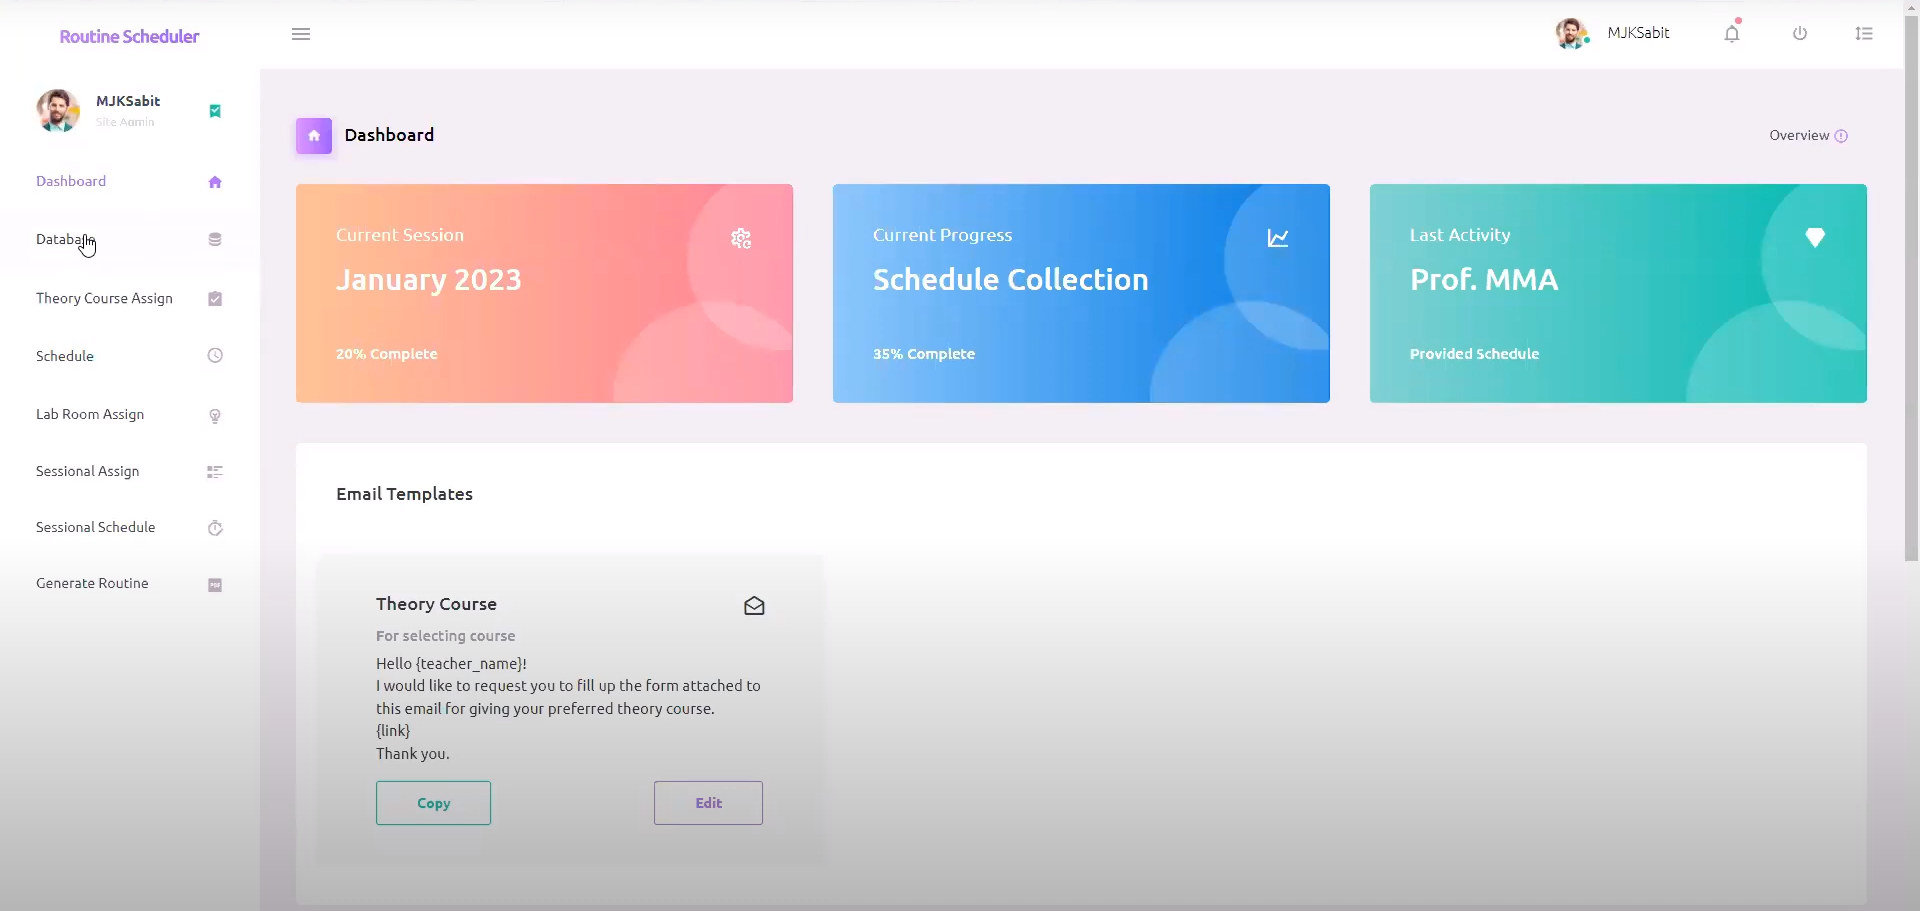 Routine Scheduler
MJKSabit
MJKSabit
Site Admin
Dashboard
Database
Theory Course Assign
Schedule
Lab Room Assign
Sessional Assign
Sessional Schedule
Generate Routine
PDF
Dashboard
Overview
Current Session
January 2023
20% Complete
Current Progress
Schedule Collection
35% Complete
Last Activity
Prof. MMA
Provided Schedule
Email Templates
Theory Course
For selecting course
Hello {teacher_name}!
I would like to request you to fill up the form attached to
this email for giving your preferred theory course.
{link}
Thank you.
Copy
Edit